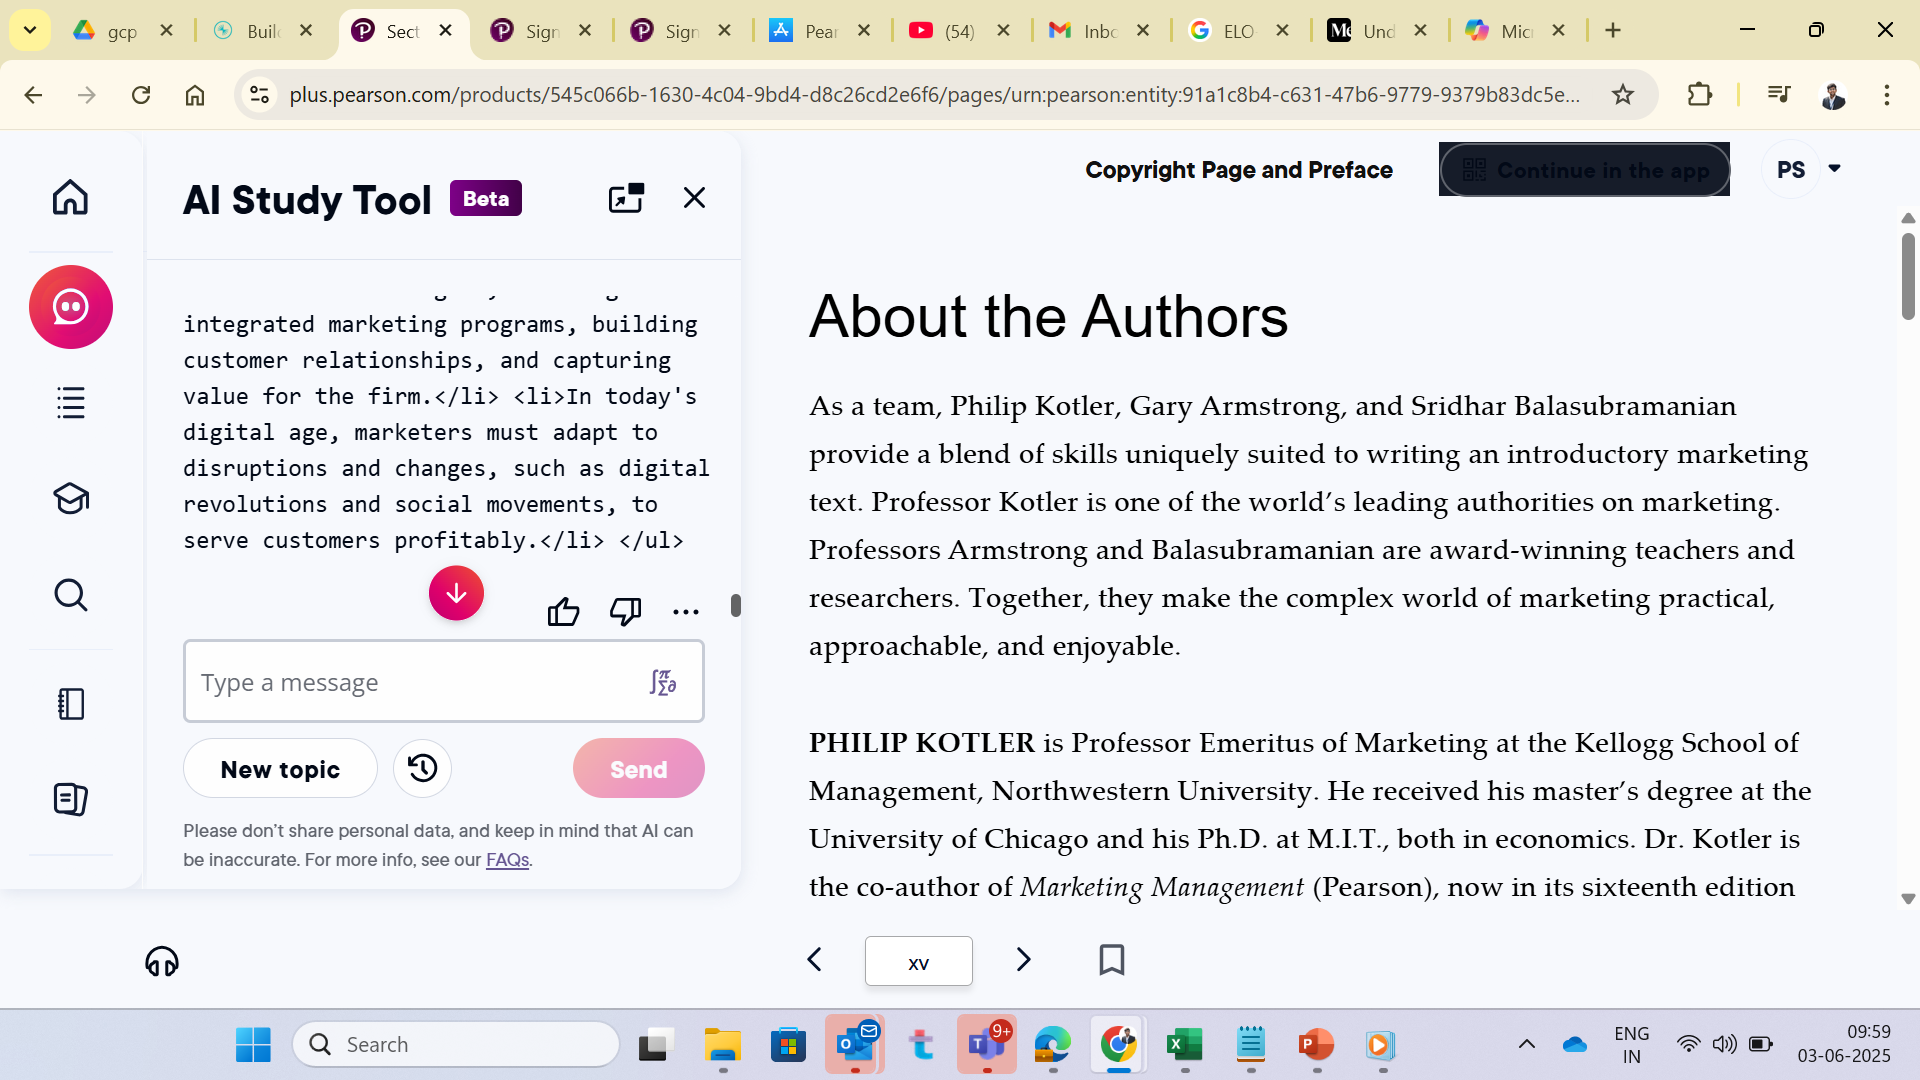 gcp
Builc
Sect
Sign
Sign
Pear
(54)
Inbc
ELO
Und
Micr
plus.pearson.com/products/545c066b-1630-4c04-9bd4-d8c26cd2e6f6/pages/urn:pearson:entity:91a1c8b4-c631-47b6-9779-9379b83dc5e...
AI Study Tool Beta
integrated marketing programs, building
customer relationships, and capturing
value for the firm.</li> <li>In today's
digital age, marketers must adapt to
disruptions and changes, such as digital
revolutions and social movements, to
serve customers profitably.</li> </ul>
Type a message
New topic
Send
Please don't share personal data, and keep in mind that AI can
be inaccurate. For more info, see our FAQs.
Copyright Page and Preface
Continue in the app
PS
About the Authors
As a team, Philip Kotler, Gary Armstrong, and Sridhar Balasubramanian
provide a blend of skills uniquely suited to writing an introductory marketing
text. Professor Kotler is one of the world's leading authorities on marketing.
Professors Armstrong and Balasubramanian are award-winning teachers and
researchers. Together, they make the complex world of marketing practical,
approachable, and enjoyable.
PHILIP KOTLER is Professor Emeritus of Marketing at the Kellogg School of
Management, Northwestern University. He received his master's degree at the
University of Chicago and his Ph.D. at M.I.T., both in economics. Dr. Kotler is
the co-author of Marketing Management (Pearson), now in its sixteenth edition
xv
Search
9+
ENG
IN
09:59
03-06-2025